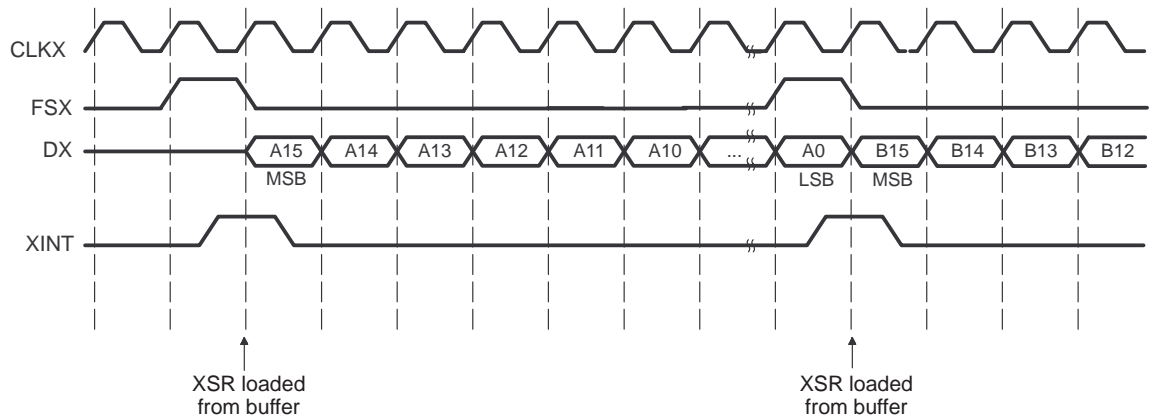 CLKX
FSX
DX A15 A14 A13 A12 A11 A10 ... A0 B15 B14 B13 B12
MSB LSB MSB
XINT
XSR loaded
from buffer
XSR loaded
from buffer